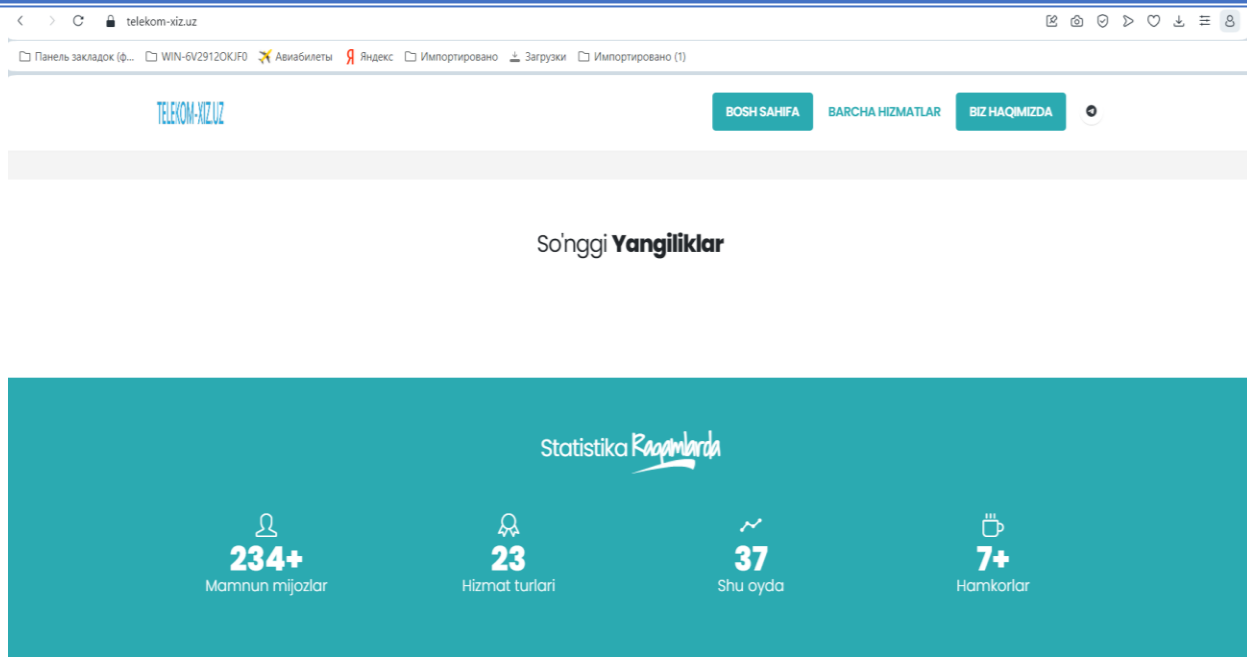 telekom-xiz.uz
Панель закладок (ф... WIN-6V2912OKJF0 Авиабилеты Я Яндекс Импортировано Загрузки Импортировано (1)
TELEKOM-XIZ.UZ BOSH SAHIFA BARCHA HIZMATLAR BIZ HAQIMIZDA
So'nggi Yangiliklar
Statistika Raqamlarda
234+ 23 37 7+
Mamnun mijozlar Hizmat turlari Shu oyda Hamkorlar